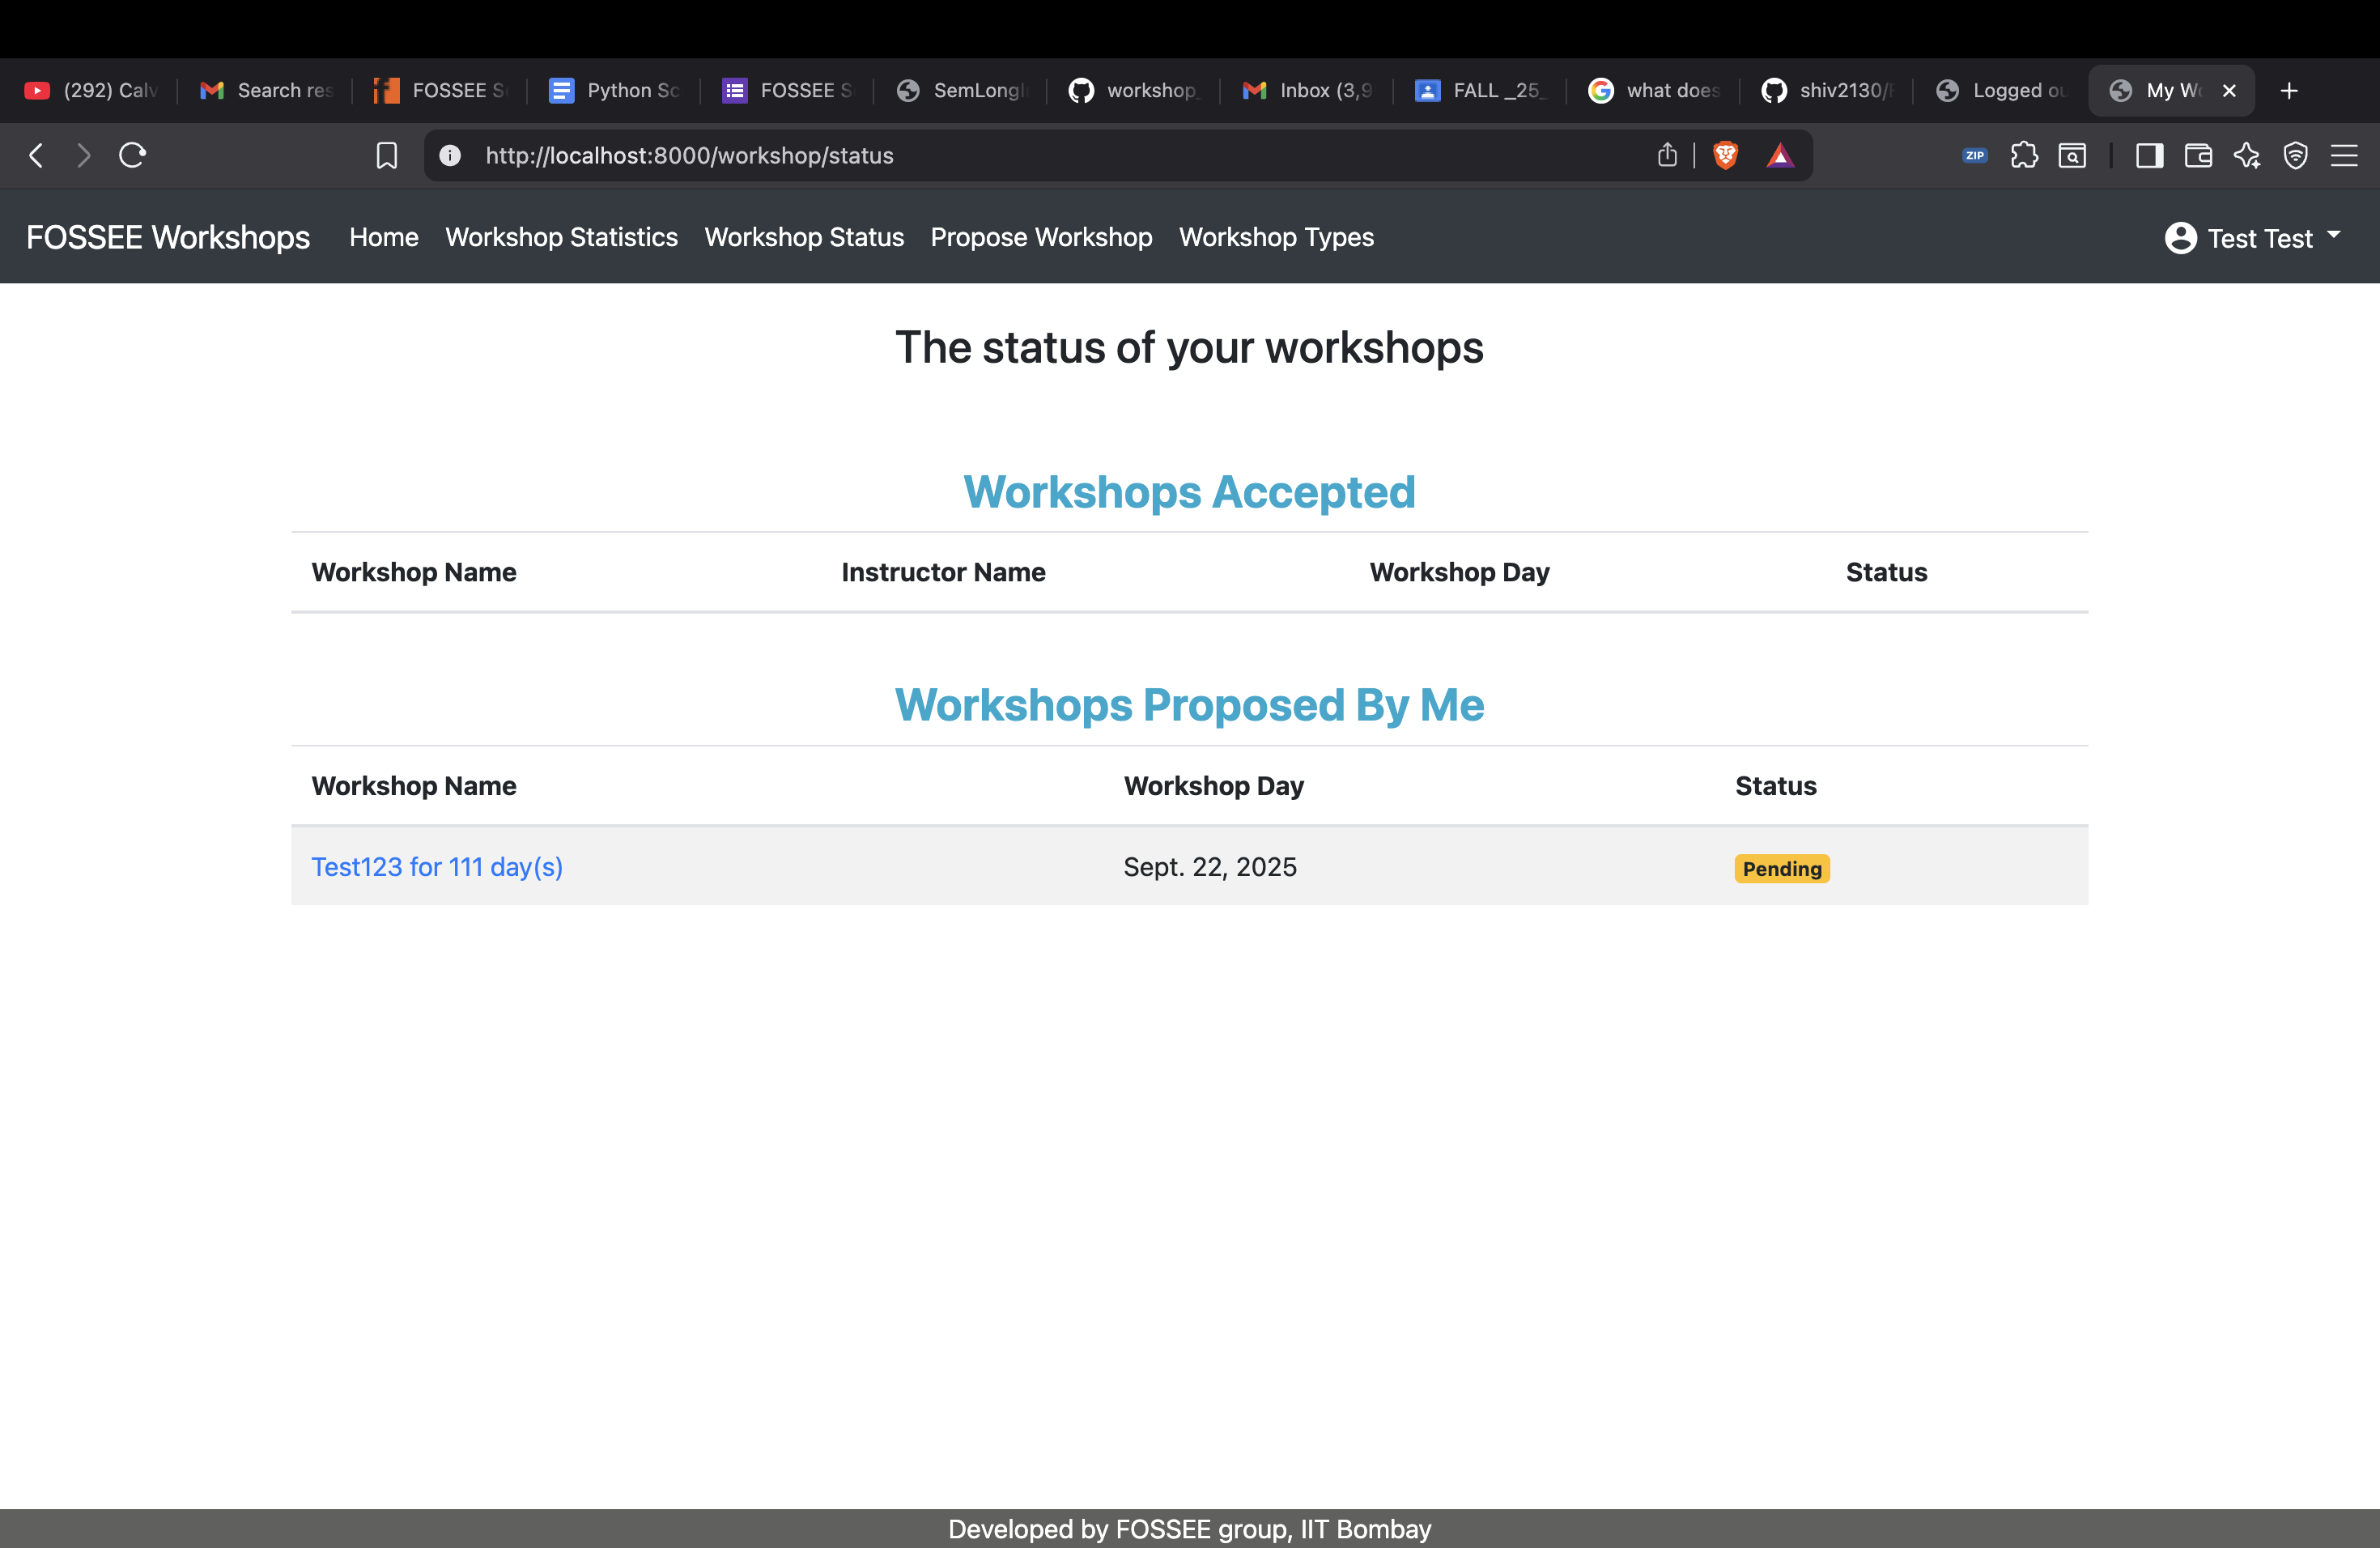 (292) Calv Search res FOSSEE S Python Sc FOSSEE S SemLongI workshop_ Inbox (3,9 FALL _25_ what does shiv2130/ Logged ou My Wo
http://localhost:8000/workshop/status ZIP
FOSSEE Workshops Home Workshop Statistics Workshop Status Propose Workshop Workshop Types Test Test
The status of your workshops
Workshops Accepted
Workshop Name Instructor Name Workshop Day Status
Workshops Proposed By Me
Workshop Name Workshop Day Status
Test123 for 111 day(s) Sept. 22, 2025 Pending
Developed by FOSSEE group, IIT Bombay